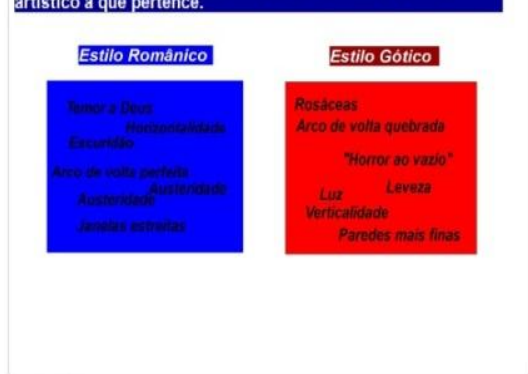 artístico a que pertence.
Estilo Românico
Estilo Gótico
Temor a Deus
Horizontalidade
Escuridão
Arco de volta perfeita
Austeridade
Austeridade
Janelas estreitas
Rosáceas
Arco de volta quebrada
"Horror ao vazio"
Leveza
Luz
Verticalidade
Paredes mais finas